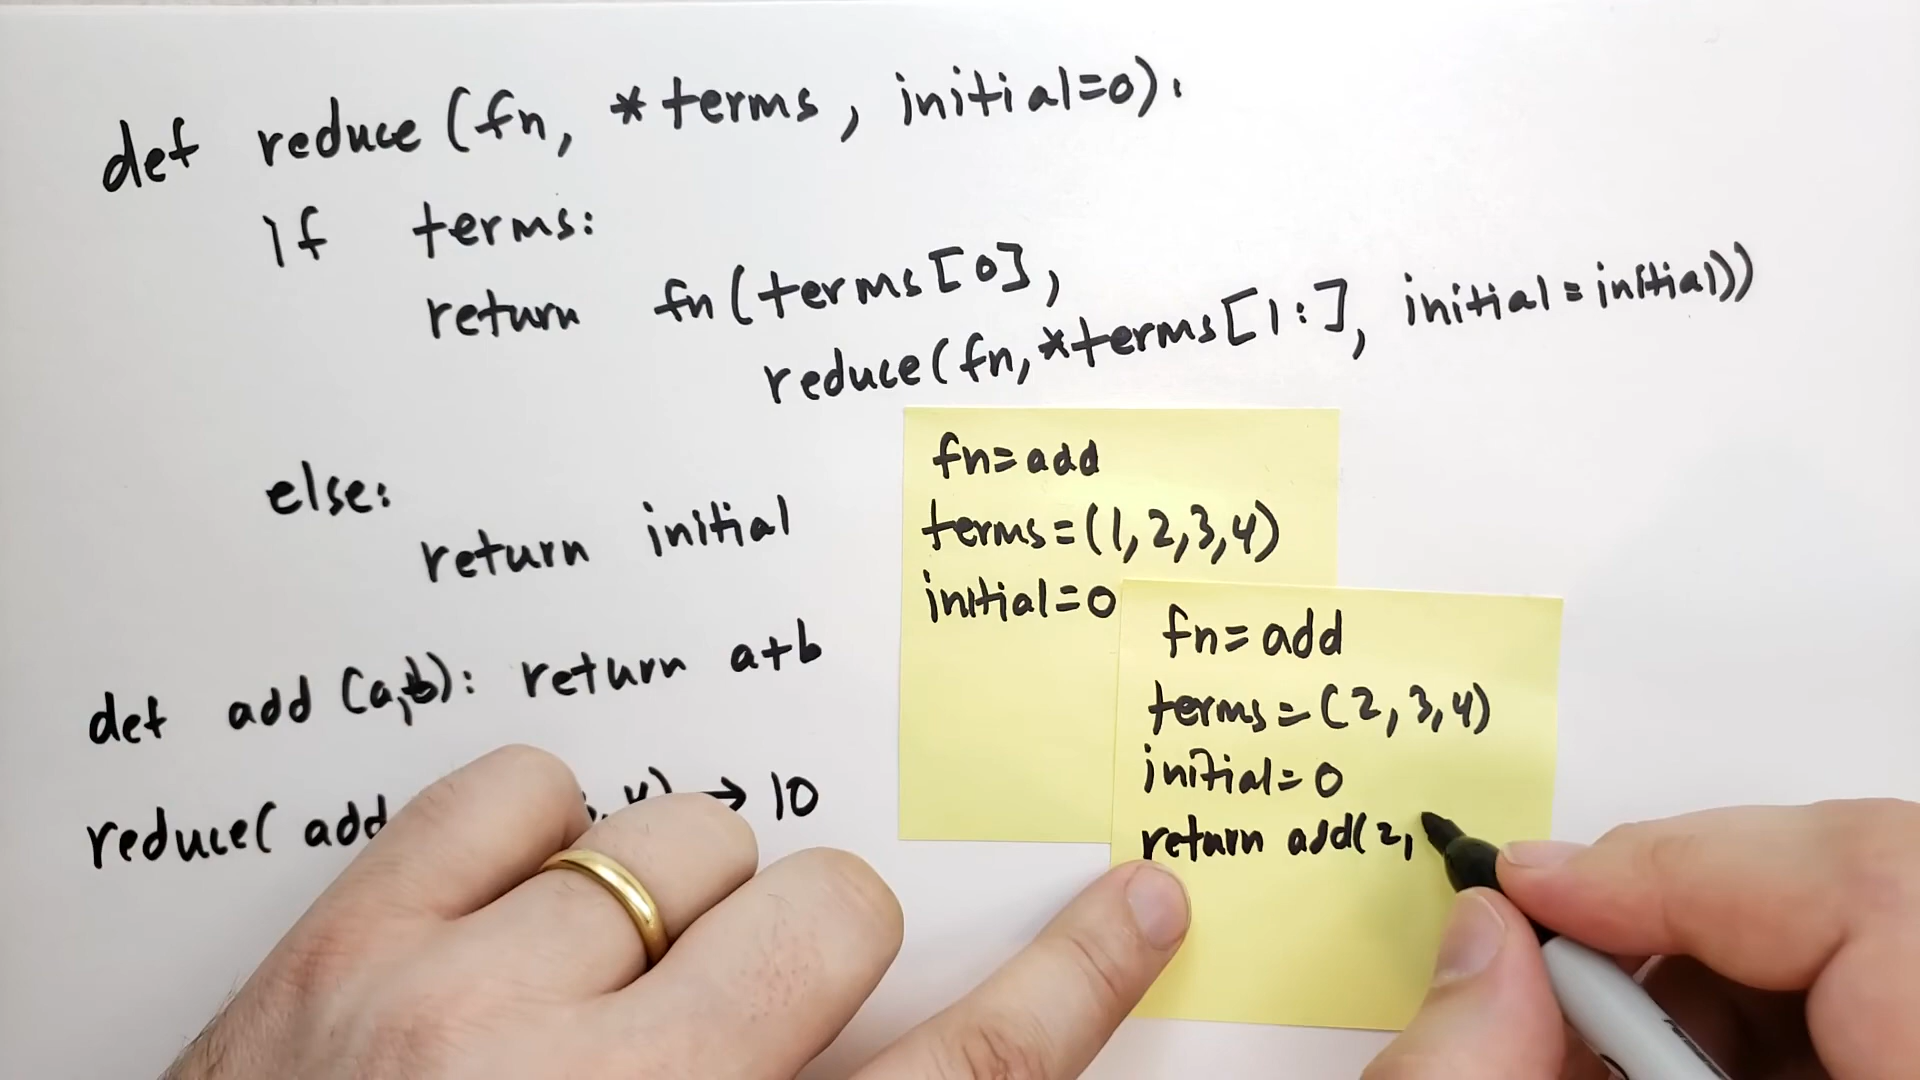 def reduce(fn, *terms, initial=0):
if terms:
return fn(terms[0],
reduce(fn,*terms[1:], initial=initial))
else:
return initial
def add(a,b): return a+b
reduce( add 4) → 10
fn=add
terms=(1,2,3,4)
initial=0
fn=add
terms=(2,3,4)
initial=0
return add(2,